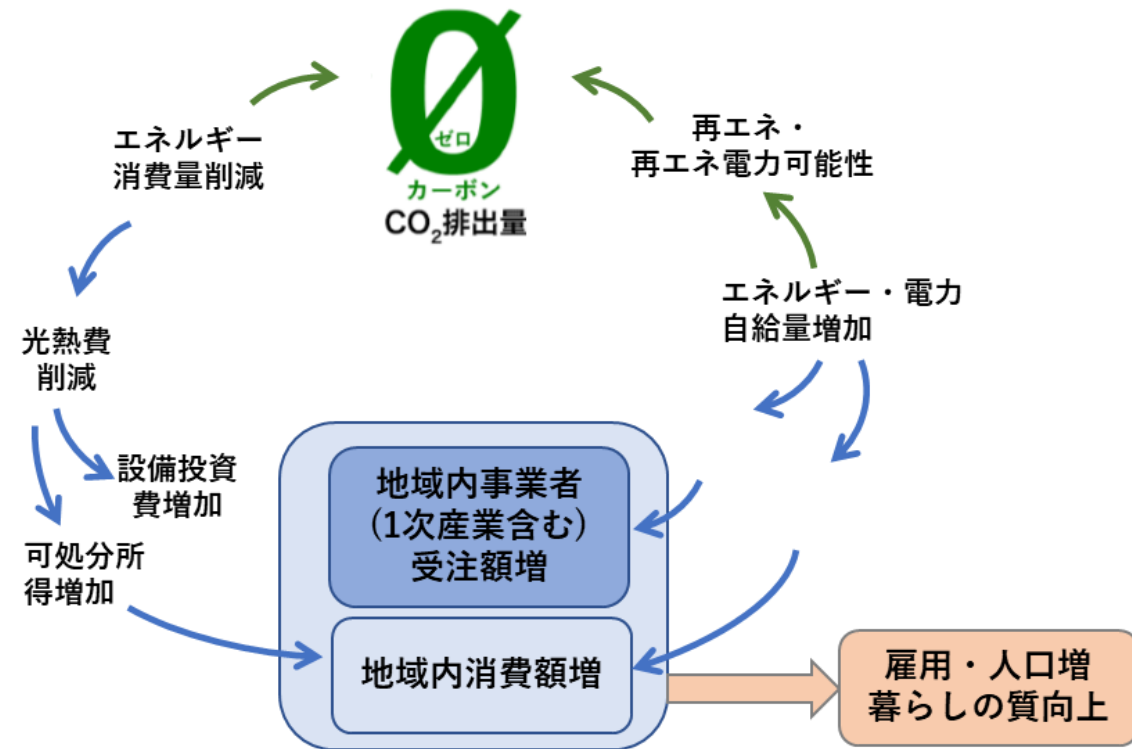 0
ゼロ
カーボン
CO₂排出量
エネルギー
消費量削減
再エネ・
再エネ電力可能性
エネルギー・電力
自給量増加
光熱費
削減
設備投資
費増加
可処分所
得増加
地域内事業者
(1次産業含む)
受注額増
地域内消費額増
雇用・人口増
暮らしの質向上